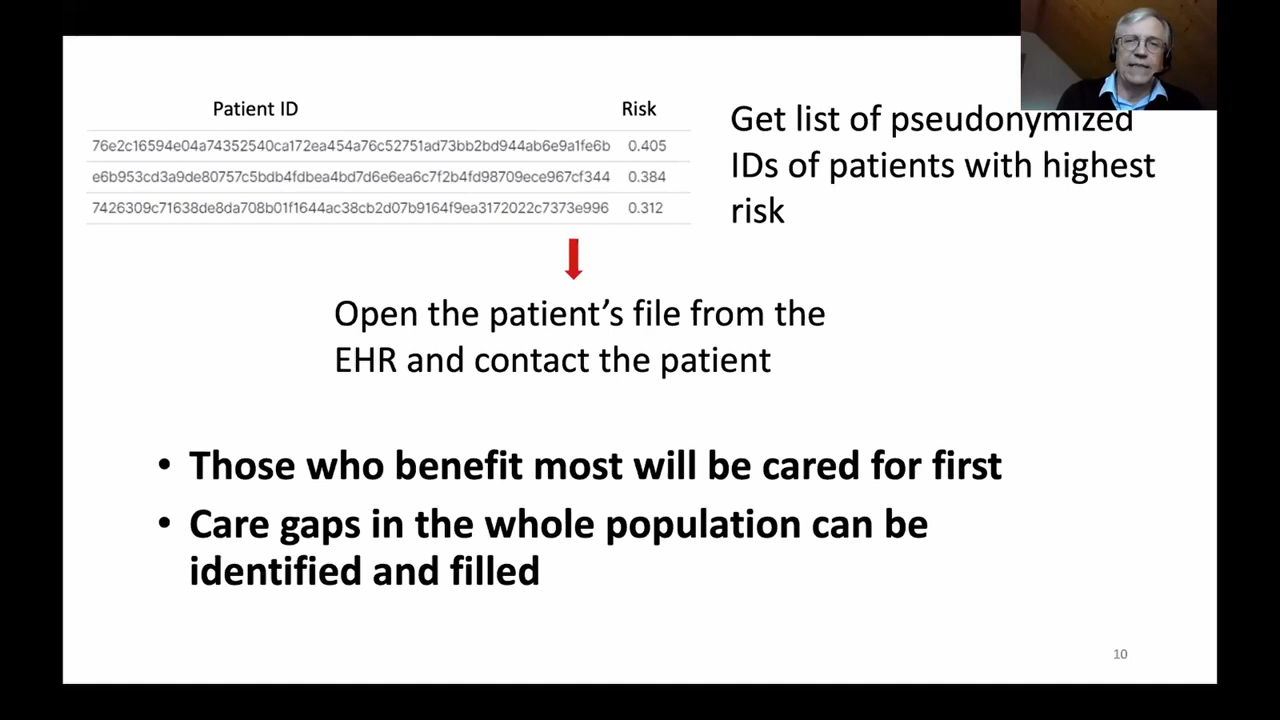 Patient ID Risk
76e2c16594e04a74352540ca172ea454a76c52751ad73bb2bd944ab6e9a1fe6b 0.405
e6b953cd3a9de80757c5bdb4fdbea4bd7d6e6ea6c7f2b4fd98709ece967cf344 0.384
7426309c71638de8da708b01f1644ac38cb2d07b9164f9ea3172022c7373e996 0.312
Get list of pseudonymized
IDs of patients with highest
risk
Open the patient’s file from the
EHR and contact the patient
• Those who benefit most will be cared for first
• Care gaps in the whole population can be
identified and filled
10